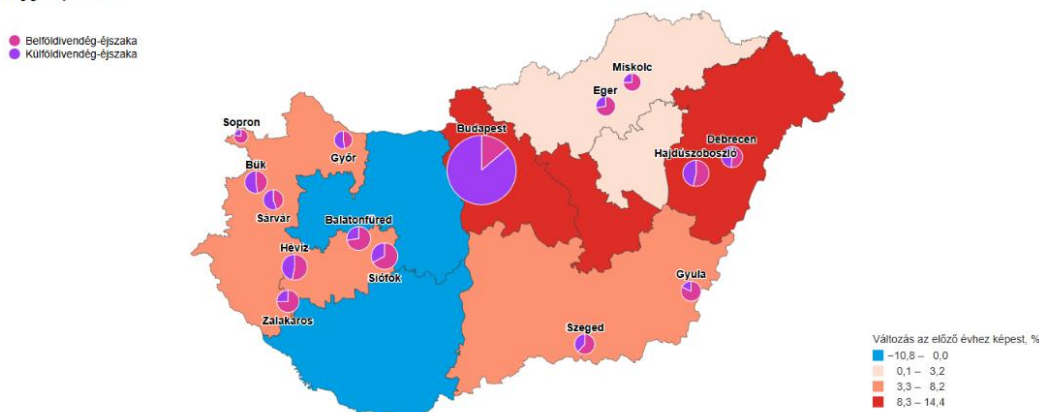 Belföldivendég-éjszaka
Külföldivendég-éjszaka
Miskolc
Eger
Sopron
Budapest
Debrecen
Győr
Hajdúszoboszló
Bük
Sárvár
Balatonfüred
Hévíz
Siófok
Gyula
Zalakaros
Szeged
Változás az előző évhez képest, %
−10,8 – 0,0
0,1 – 3,2
3,3 – 8,2
8,3 – 14,4